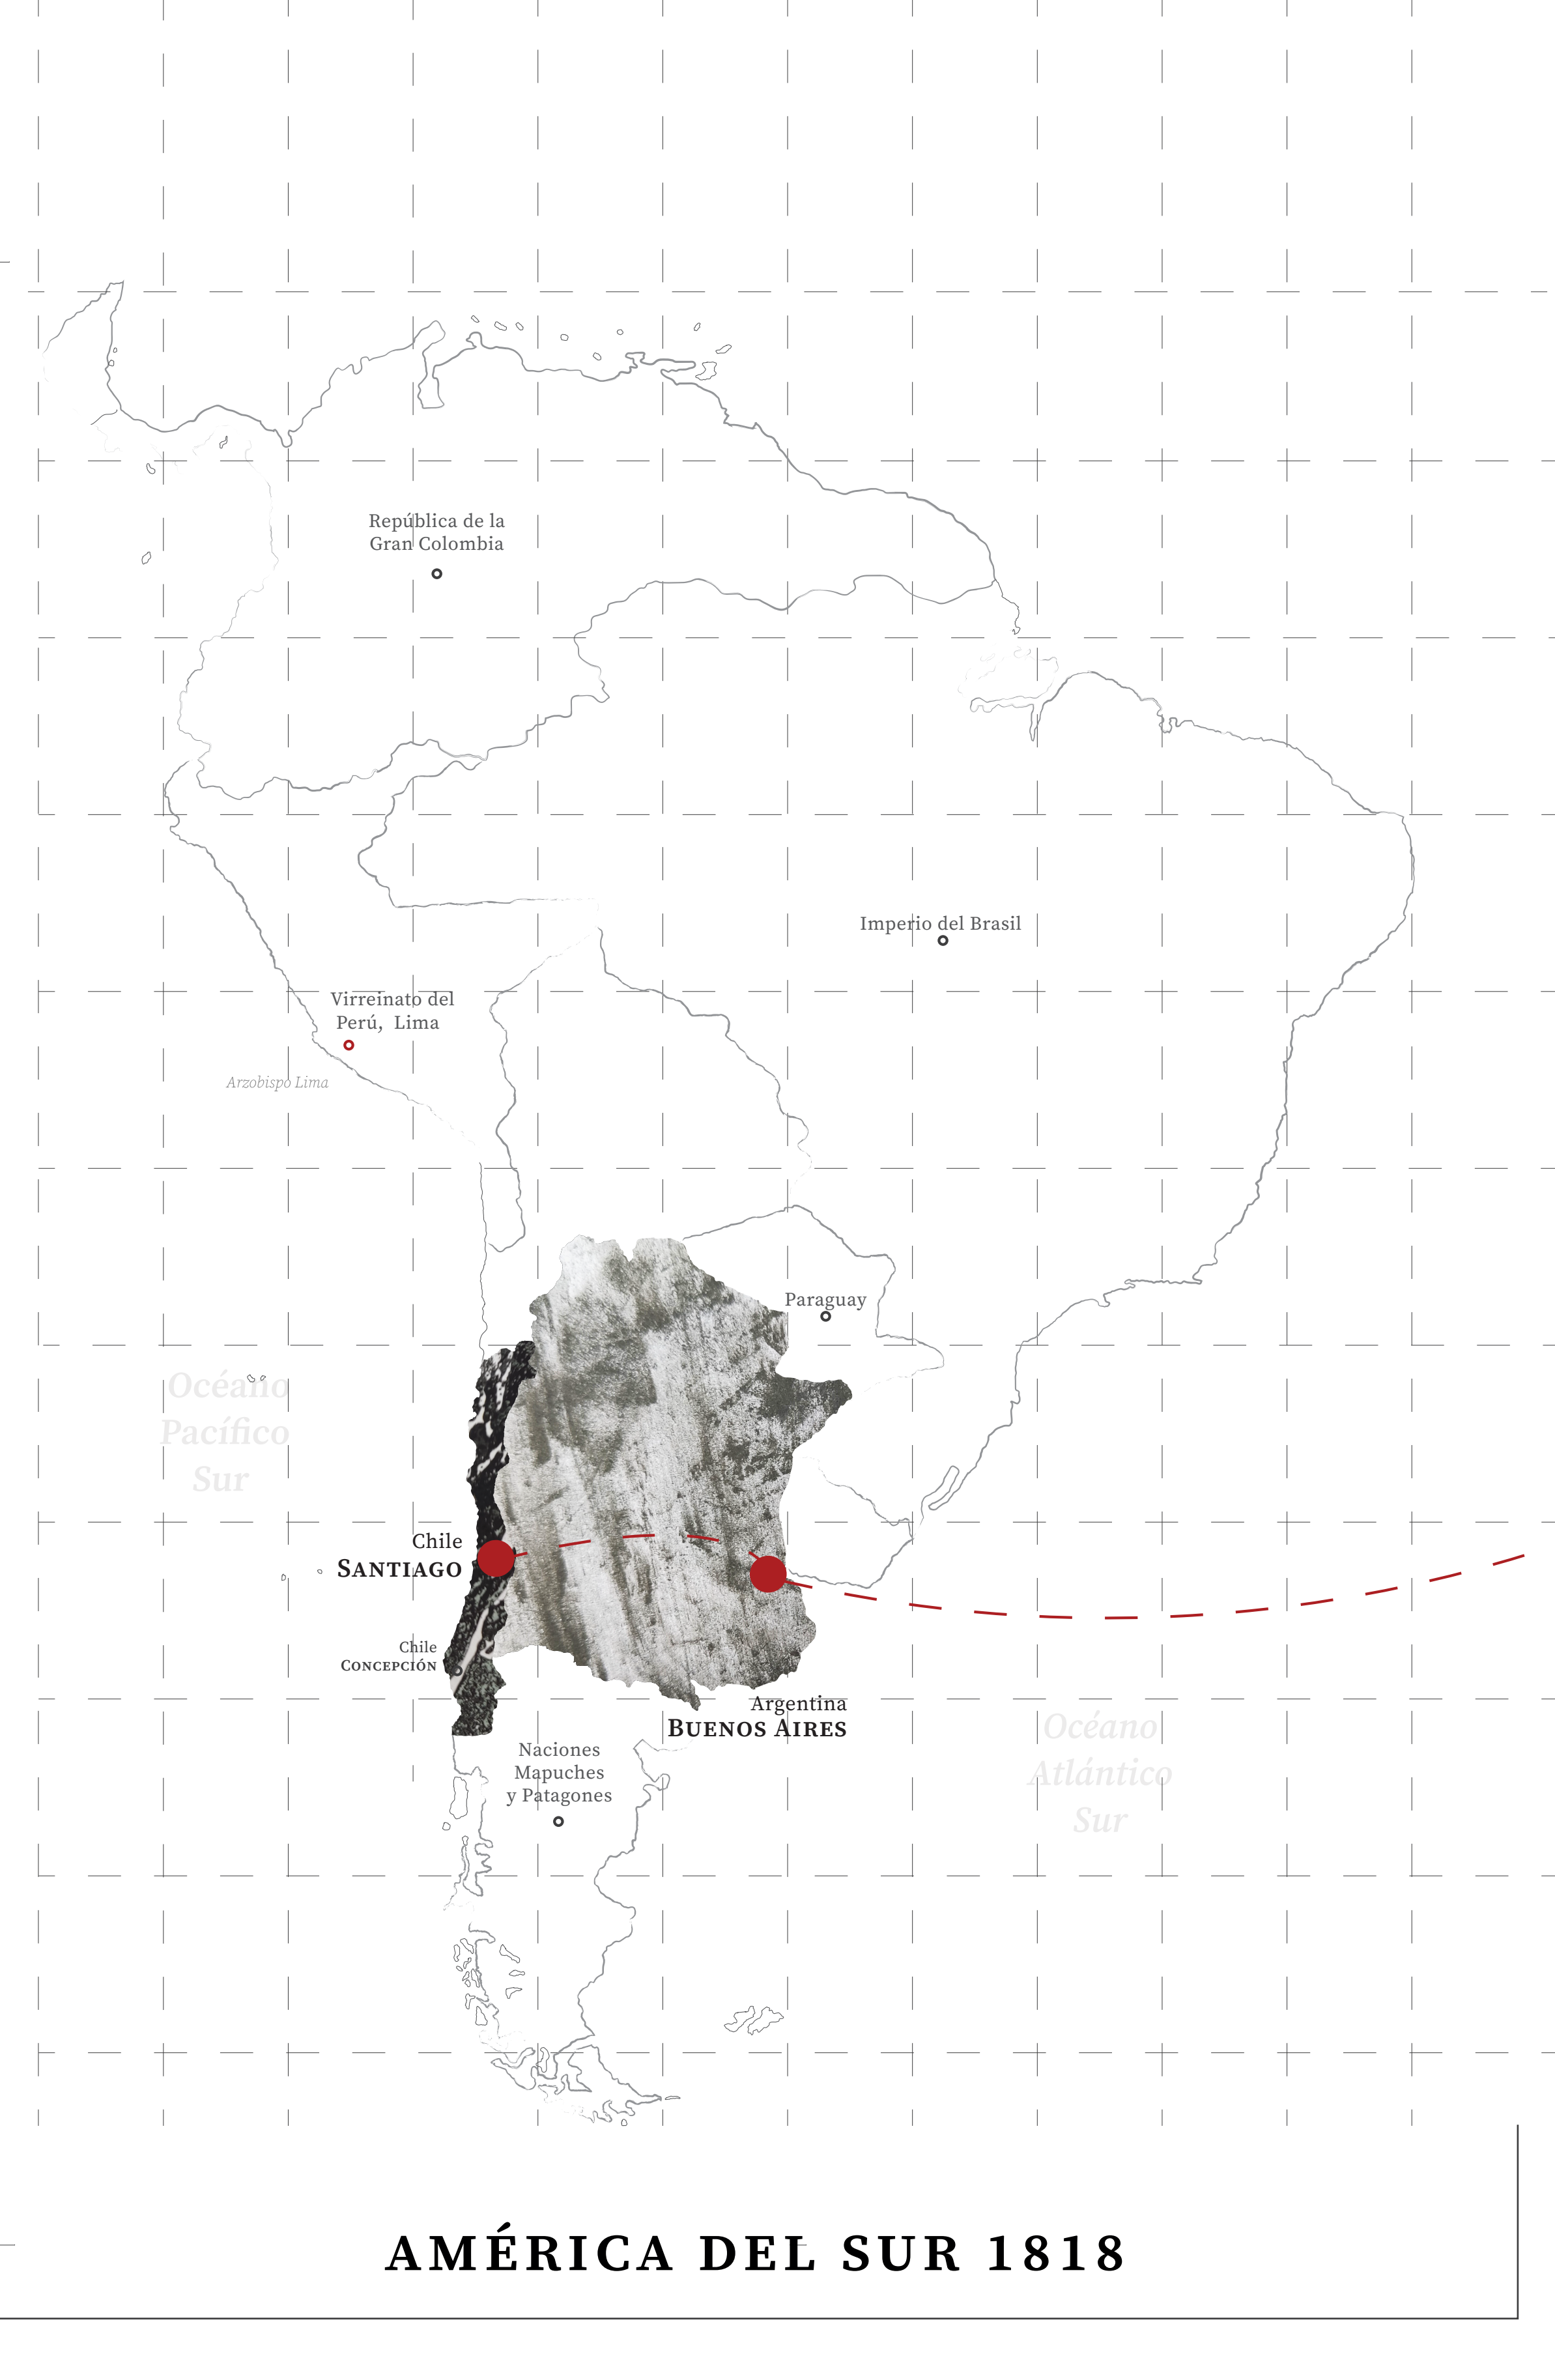 República de la
Gran Colombia
Imperio del Brasil
Virreinato del
Perú, Lima
Arzobispo Lima
Paraguay
Océano
Pacífico
Sur
Chile
SANTIAGO
Chile
CONCEPCIÓN
Argentina
BUENOS AIRES
Océano
Atlántico
Sur
Naciones
Mapuches
y Patagones
AMÉRICA DEL SUR 1818